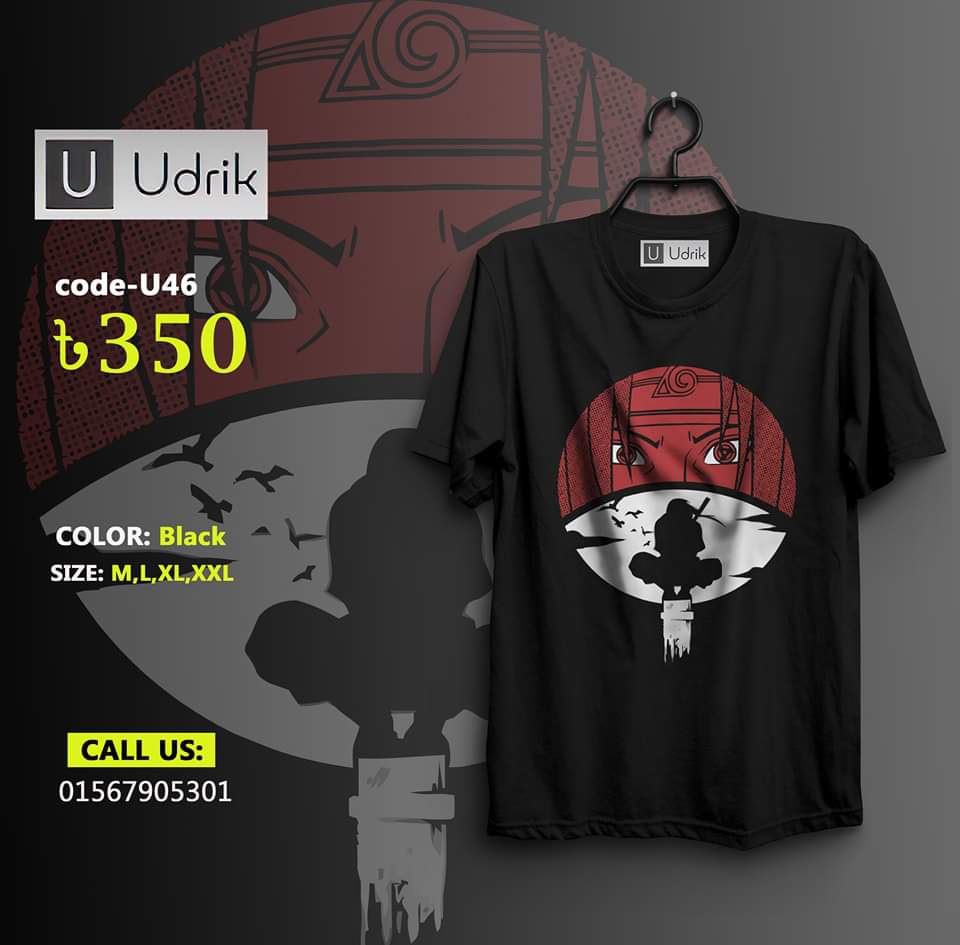 U Udrik
code-U46
৳350
COLOR: Black
SIZE: M,L,XL,XXL
CALL US:
01567905301
U Udrik